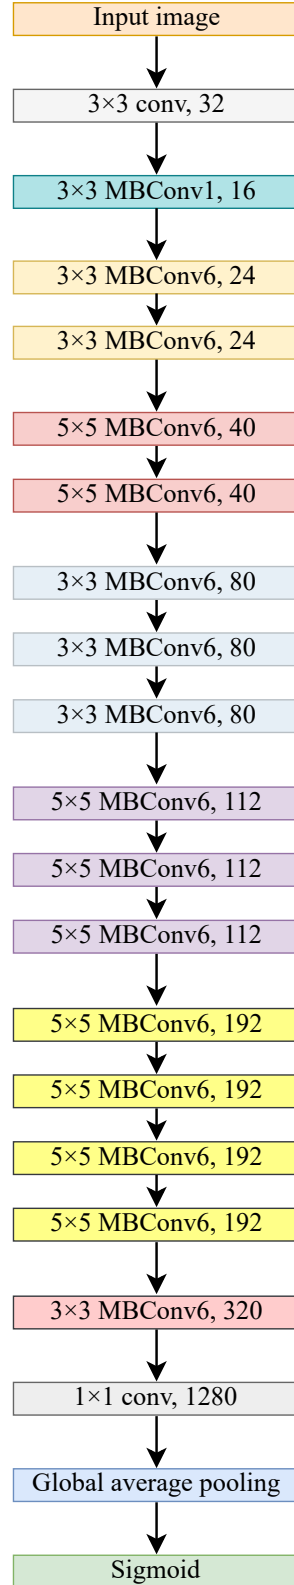 Input image
3×3 conv, 32
3×3 MBConv1, 16
3×3 MBConv6, 24
3×3 MBConv6, 24
5×5 MBConv6, 40
5×5 MBConv6, 40
3×3 MBConv6, 80
3×3 MBConv6, 80
3×3 MBConv6, 80
5×5 MBConv6, 112
5×5 MBConv6, 112
5×5 MBConv6, 112
5×5 MBConv6, 192
5×5 MBConv6, 192
5×5 MBConv6, 192
5×5 MBConv6, 192
3×3 MBConv6, 320
1×1 conv, 1280
Global average pooling
Sigmoid